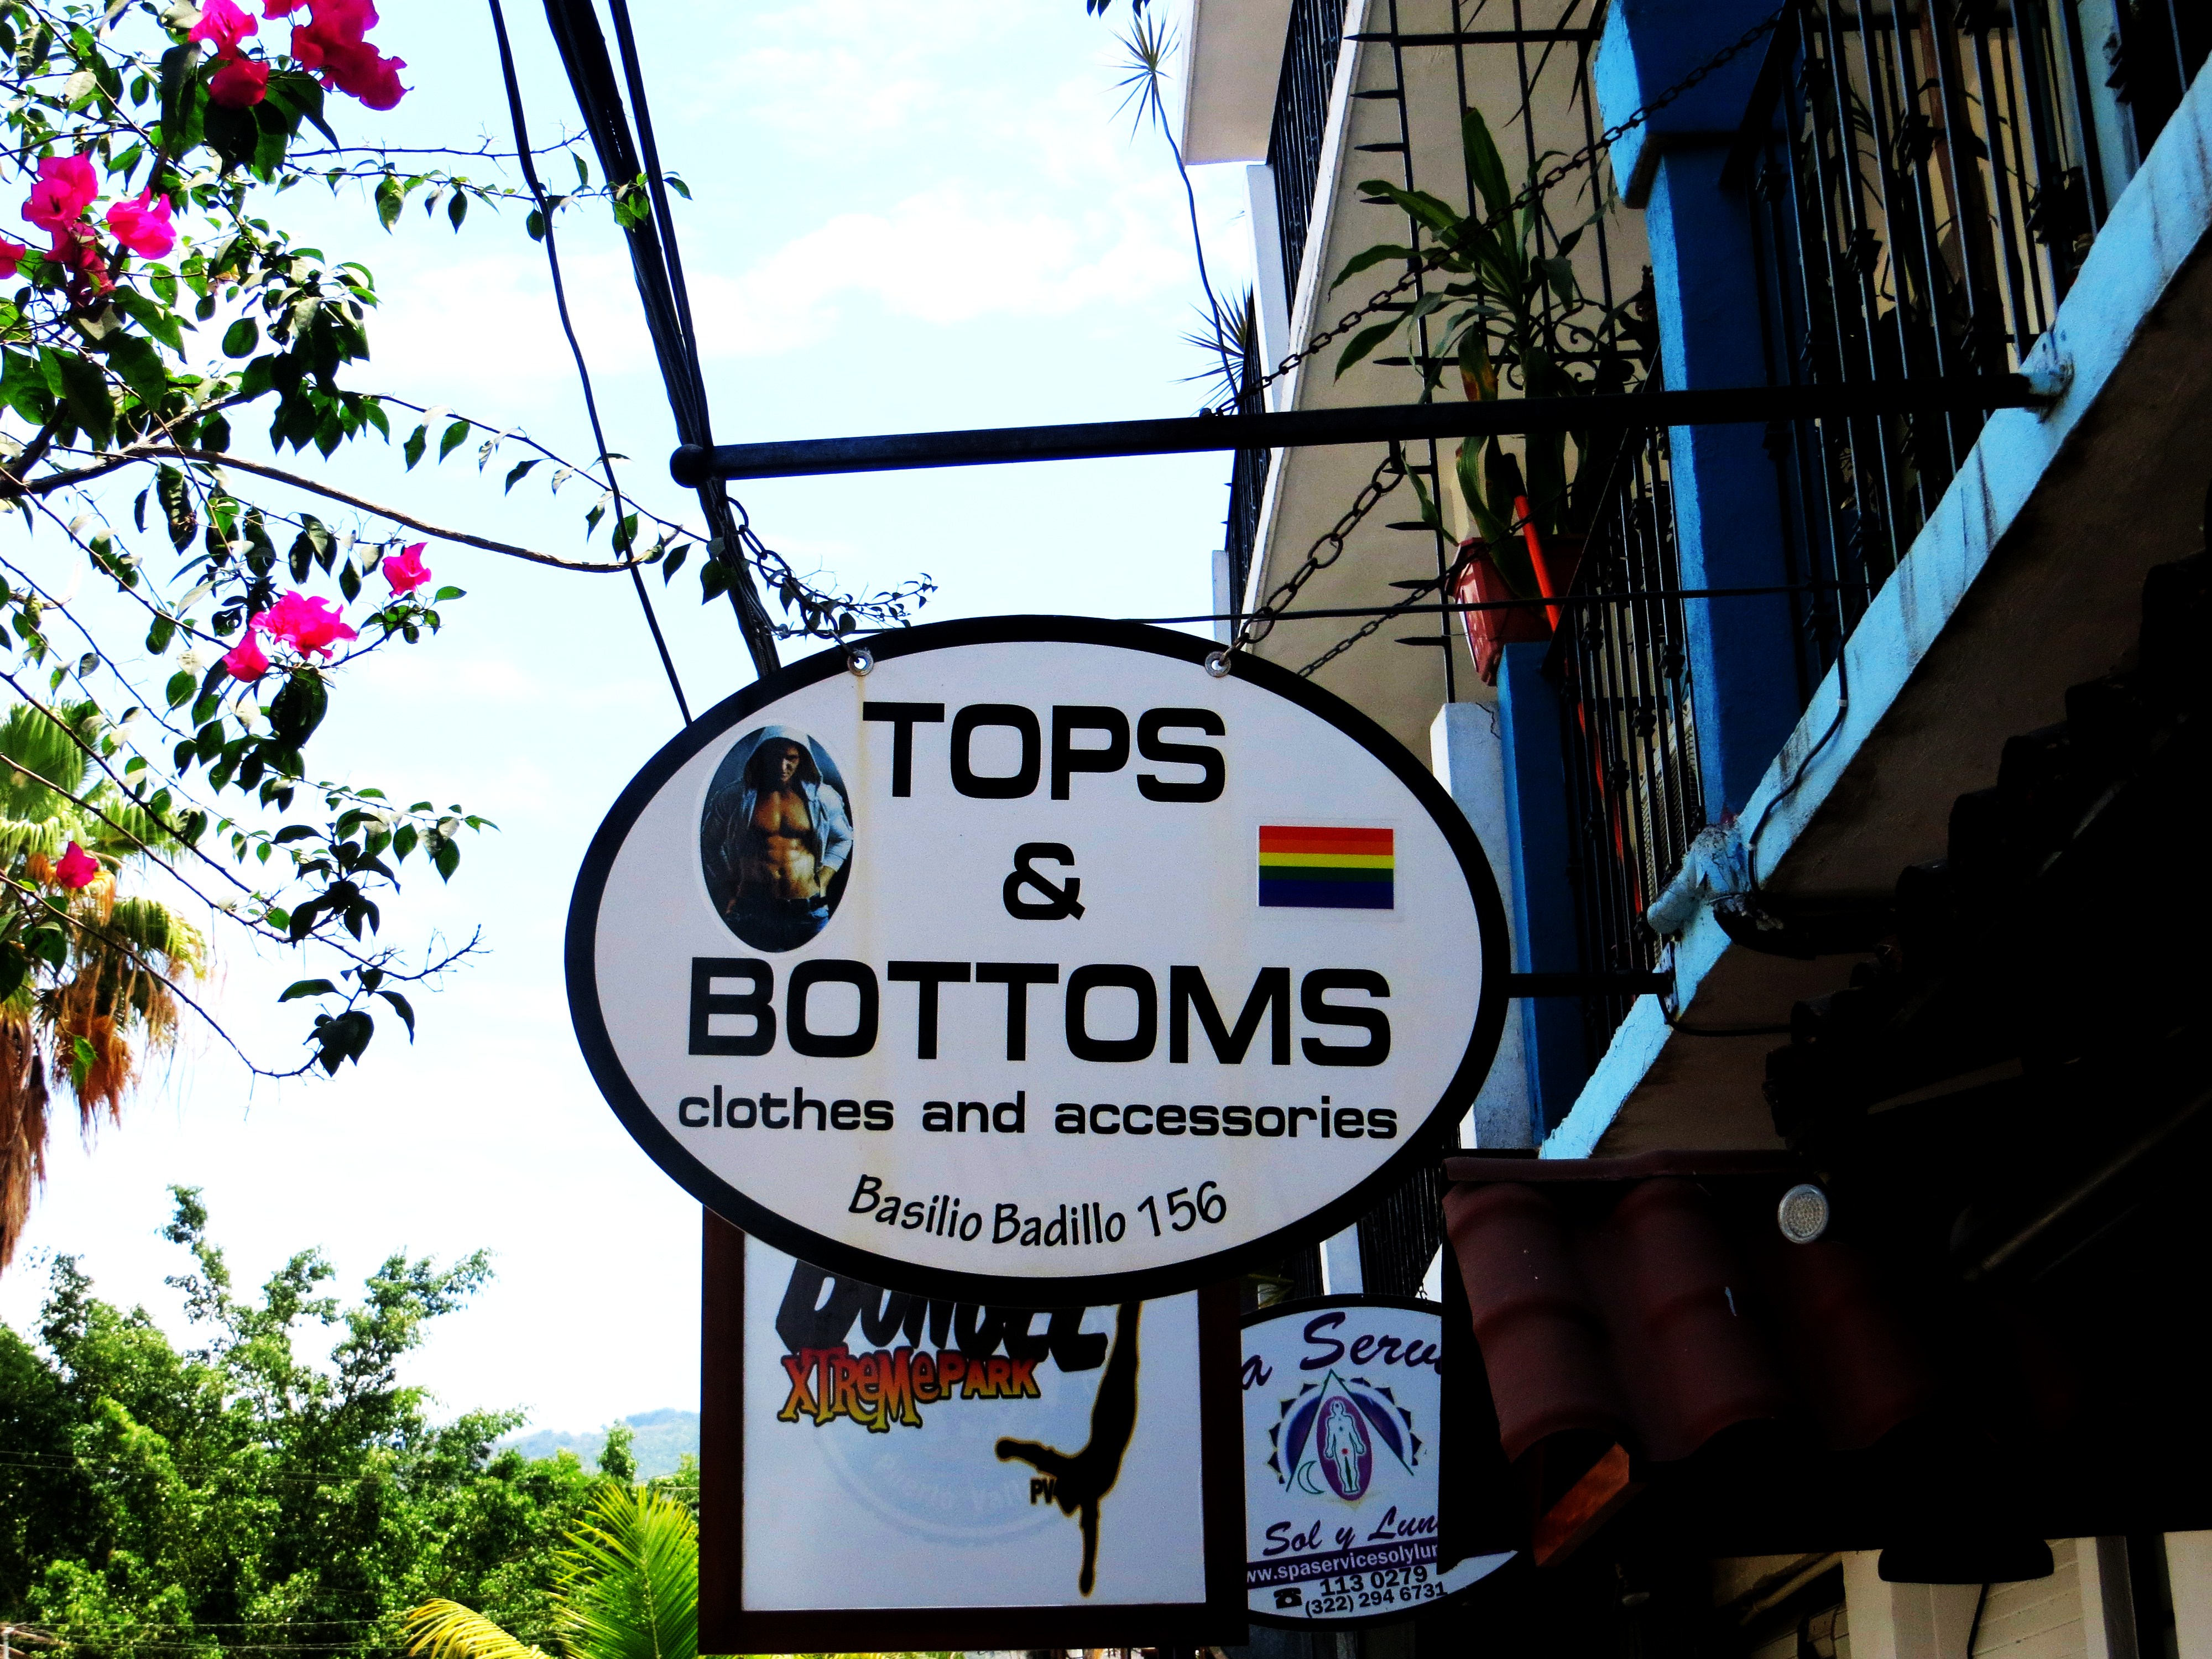 TOPS
&
BOTTOMS
clothes and accessories
Basilio Badillo 156
XTRemePARK
PV
Sol y
113 0279
(322) 294 6731